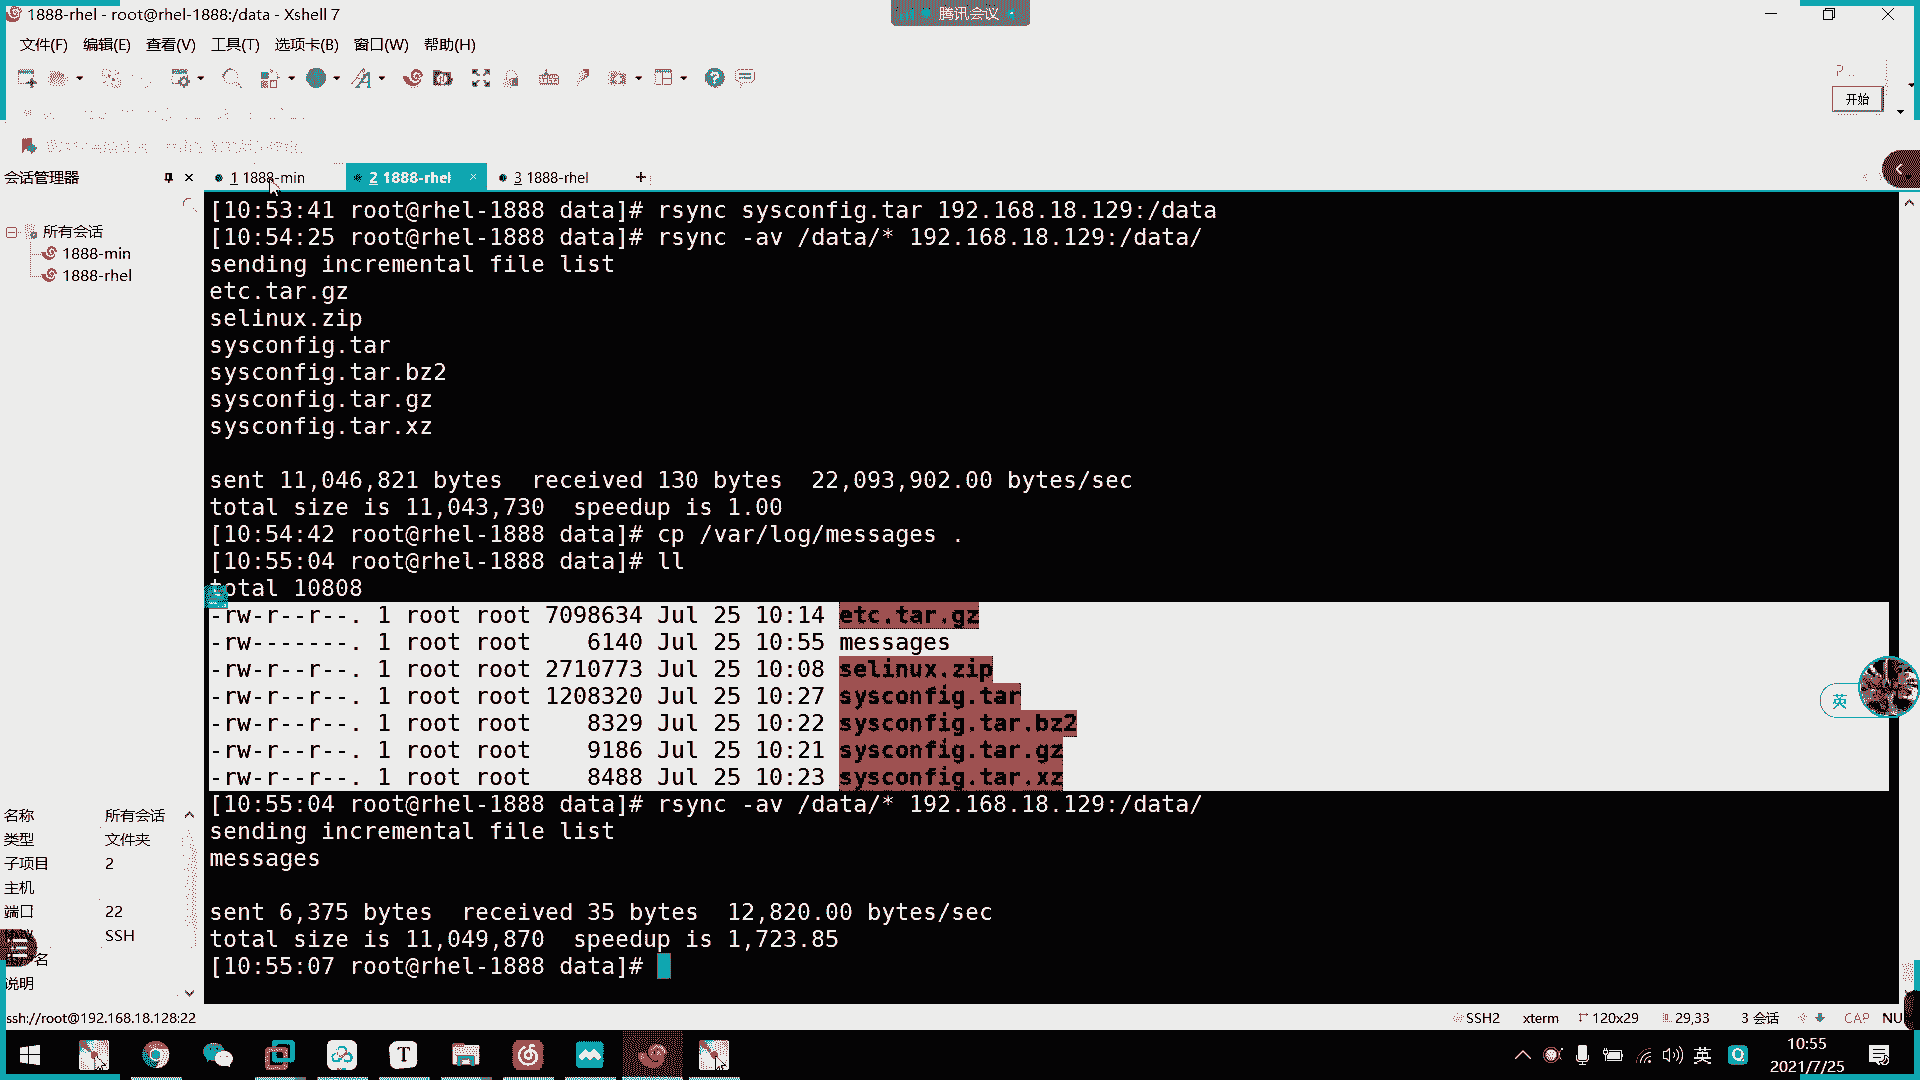 1888-rhel - root@rhel-1888:/data - Xshell 7
腾讯会议
文件(F) 编辑(E) 查看(V) 工具(T) 选项卡(B) 窗口(W) 帮助(H)
开始
会话管理器
1 1888-min
2 1888-rhel
3 1888-rhel
所有会话
1888-min
1888-rhel
[10:53:41 root@rhel-1888 data]# rsync sysconfig.tar 192.168.18.129:/data
[10:54:25 root@rhel-1888 data]# rsync -av /data/* 192.168.18.129:/data/
sending incremental file list
etc.tar.gz
selinux.zip
sysconfig.tar
sysconfig.tar.bz2
sysconfig.tar.gz
sysconfig.tar.xz
sent 11,046,821 bytes  received 130 bytes  22,093,902.00 bytes/sec
total size is 11,043,730  speedup is 1.00
[10:54:42 root@rhel-1888 data]# cp /var/log/messages .
[10:55:04 root@rhel-1888 data]# ll
total 10808
-rw-r--r--. 1 root root 7098634 Jul 25 10:14 etc.tar.gz
-rw-------. 1 root root    6140 Jul 25 10:55 messages
-rw-r--r--. 1 root root 2710773 Jul 25 10:08 selinux.zip
-rw-r--r--. 1 root root 1208320 Jul 25 10:27 sysconfig.tar
-rw-r--r--. 1 root root    8329 Jul 25 10:22 sysconfig.tar.bz2
-rw-r--r--. 1 root root    9186 Jul 25 10:21 sysconfig.tar.gz
-rw-r--r--. 1 root root    8488 Jul 25 10:23 sysconfig.tar.xz
[10:55:04 root@rhel-1888 data]# rsync -av /data/* 192.168.18.129:/data/
sending incremental file list
messages
sent 6,375 bytes  received 35 bytes  12,820.00 bytes/sec
total size is 11,049,870  speedup is 1,723.85
[10:55:07 root@rhel-1888 data]#
名称 所有会话
类型 文件夹
子项目 2
主机
端口 22
SSH
名
说明
英
ssh://root@192.168.18.128:22
SSH2 xterm 120x29 29,33 3 会话 CAP NU
英
10:55
2021/7/25